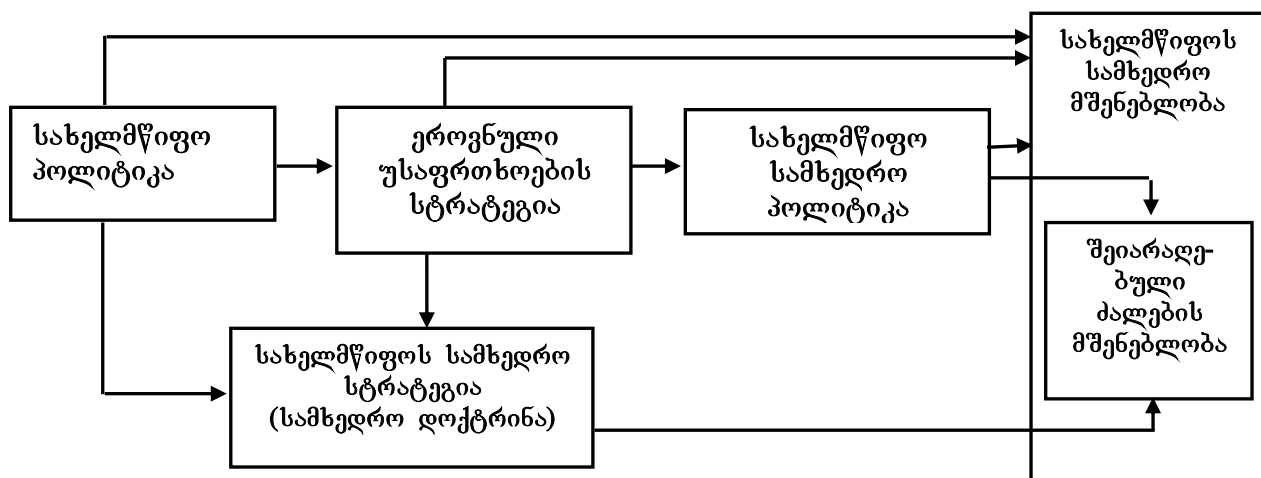 სახელმწიფო
პოლიტიკა
ეროვნული
უსაფრთხოების
სტრატეგია
სახელმწიფო
სამხედრო
პოლიტიკა
სახელმწიფოს
სამხედრო
მშენებლობა
შეიარაღე-
ბული
ძალების
მშენებლობა
სახელმწიფოს სამხედრო
სტრატეგია
(სამხედრო დოქტრინა)